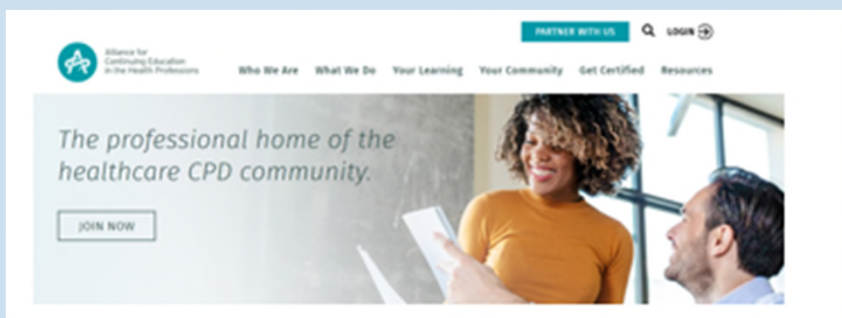 PARTNER WITH US
LOGIN
Alliance for
Continuing Education
in the Health Professions
Who We Are What We Do Your Learning Your Community Get Certified Resources
The professional home of the
healthcare CPD community.
JOIN NOW